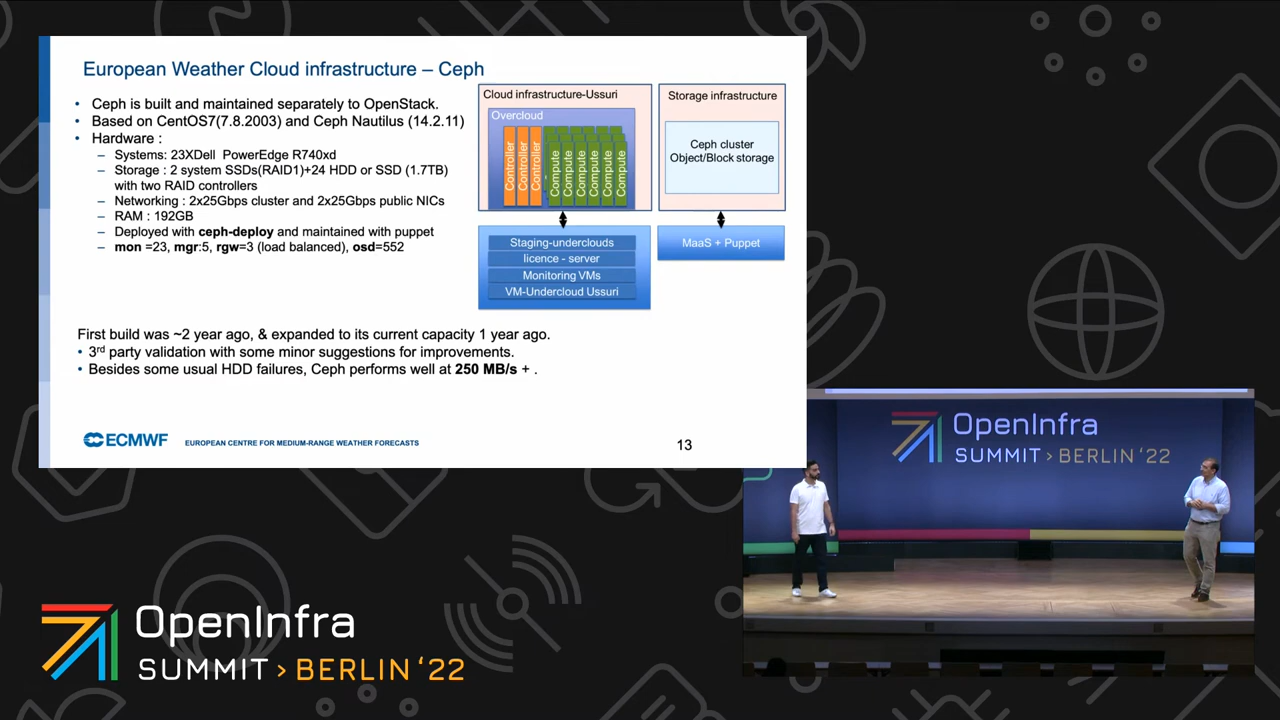 European Weather Cloud infrastructure – Ceph
• Ceph is built and maintained separately to OpenStack.
• Based on CentOS7(7.8.2003) and Ceph Nautilus (14.2.11)
• Hardware :
– Systems: 23XDell PowerEdge R740xd
– Storage : 2 system SSDs(RAID1)+24 HDD or SSD (1.7TB)
with two RAID controllers
– Networking : 2x25Gbps cluster and 2x25Gbps public NICs
– RAM : 192GB
– Deployed with ceph-deploy and maintained with puppet
– mon =23, mgr:5, rgw=3 (load balanced), osd=552
Cloud infrastructure-Ussuri
Overcloud
Controller
Controller
Controller
Compute
Compute
Compute
Compute
Compute
Compute
Staging-underclouds
licence - server
Monitoring VMs
VM-Undercloud Ussuri
Storage infrastructure
Ceph cluster
Object/Block storage
MaaS + Puppet
First build was ~2 year ago, & expanded to its current capacity 1 year ago.
• 3rd party validation with some minor suggestions for improvements.
• Besides some usual HDD failures, Ceph performs well at 250 MB/s + .
ECMWF EUROPEAN CENTRE FOR MEDIUM-RANGE WEATHER FORECASTS
13
OpenInfra
SUMMIT > BERLIN '22
OpenInfra
SUMMIT > BERLIN '22